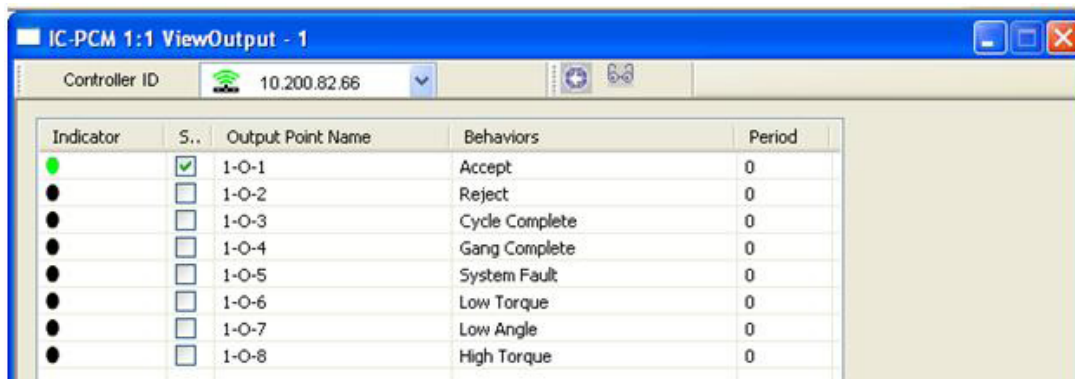 IC-PCM 1:1 ViewOutput - 1
Controller ID 10.200.82.66
Indicator S.. Output Point Name Behaviors Period
1-O-1 Accept 0
1-O-2 Reject 0
1-O-3 Cycle Complete 0
1-O-4 Gang Complete 0
1-O-5 System Fault 0
1-O-6 Low Torque 0
1-O-7 Low Angle 0
1-O-8 High Torque 0